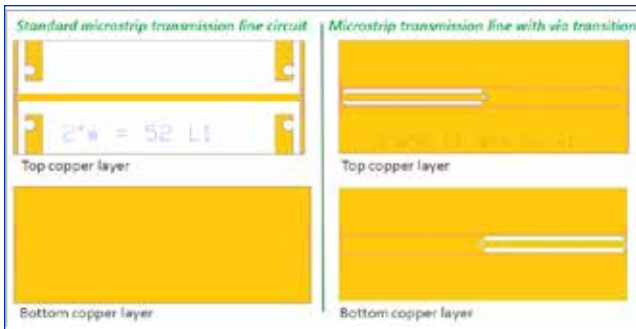 Standard microstrip transmission line circuit
Microstrip transmission line with via transition
2*w = 52 L1
Top copper layer
Top copper layer
Bottom copper layer
Bottom copper layer